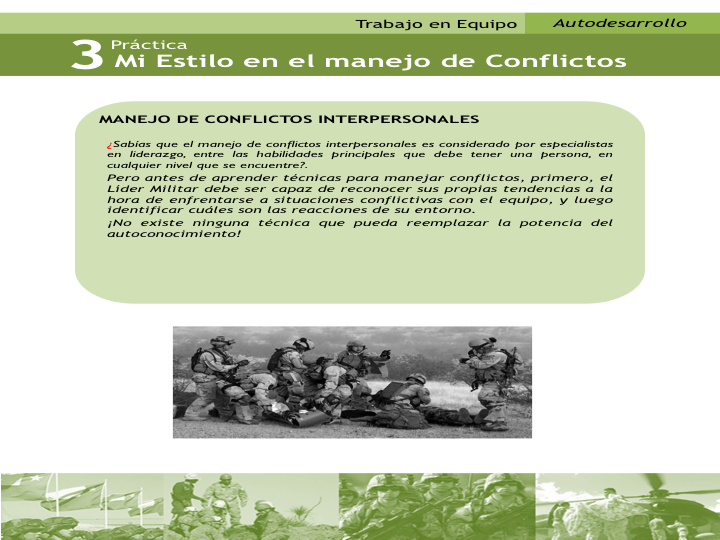 Trabajo en Equipo
Autodesarrollo
3
Práctica
Mi Estilo en el manejo de Conflictos
MANEJO DE CONFLICTOS INTERPERSONALES
¿Sabías que el manejo de conflictos interpersonales es considerado por especialistas
en liderazgo, entre las habilidades principales que debe tener una persona, en
cualquier nivel que se encuentre?.
Pero antes de aprender técnicas para manejar conflictos, primero, el
Líder Militar debe ser capaz de reconocer sus propias tendencias a la
hora de enfrentarse a situaciones conflictivas con el equipo, y luego
identificar cuáles son las reacciones de su entorno.
¡No existe ninguna técnica que pueda reemplazar la potencia del
autoconocimiento!